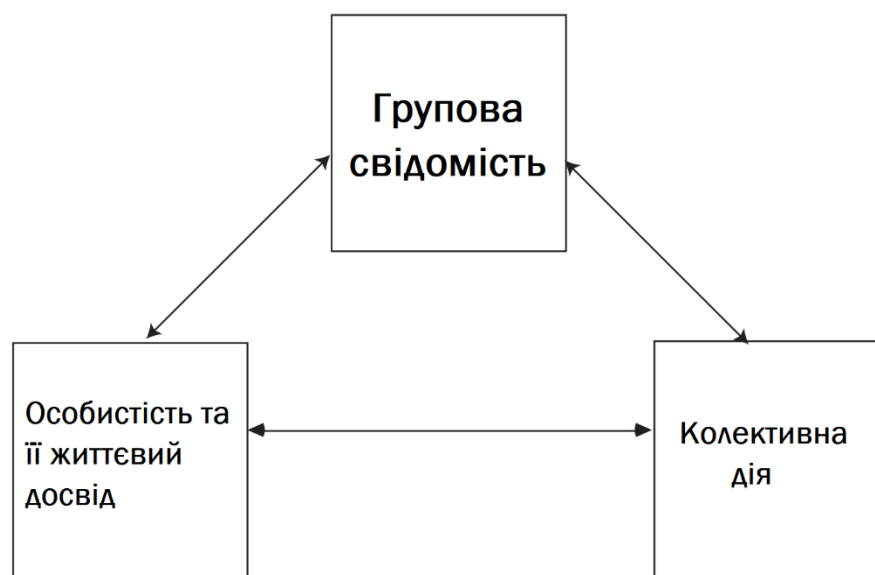 Групова
свідомість
Особистість та
її життєвий
досвід
Колективна
дія